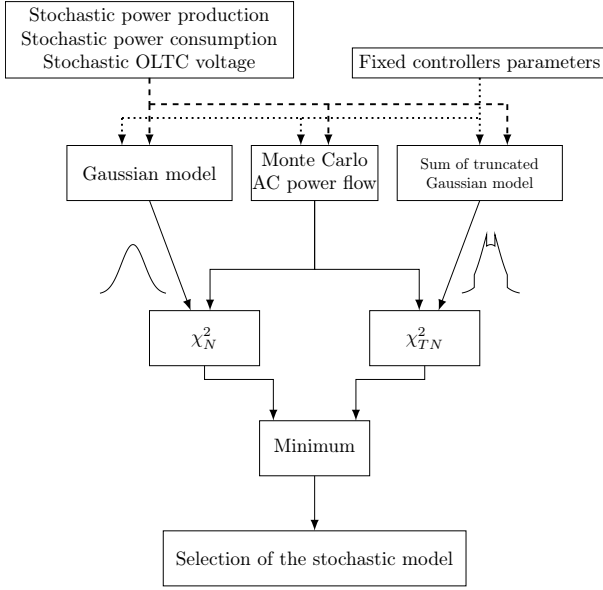 Stochastic power production
Stochastic power consumption
Stochastic OLTC voltage
Fixed controllers parameters
Gaussian model
Monte Carlo
AC power flow
Sum of truncated
Gaussian model
χ²_N
χ²_TN
Minimum
Selection of the stochastic model